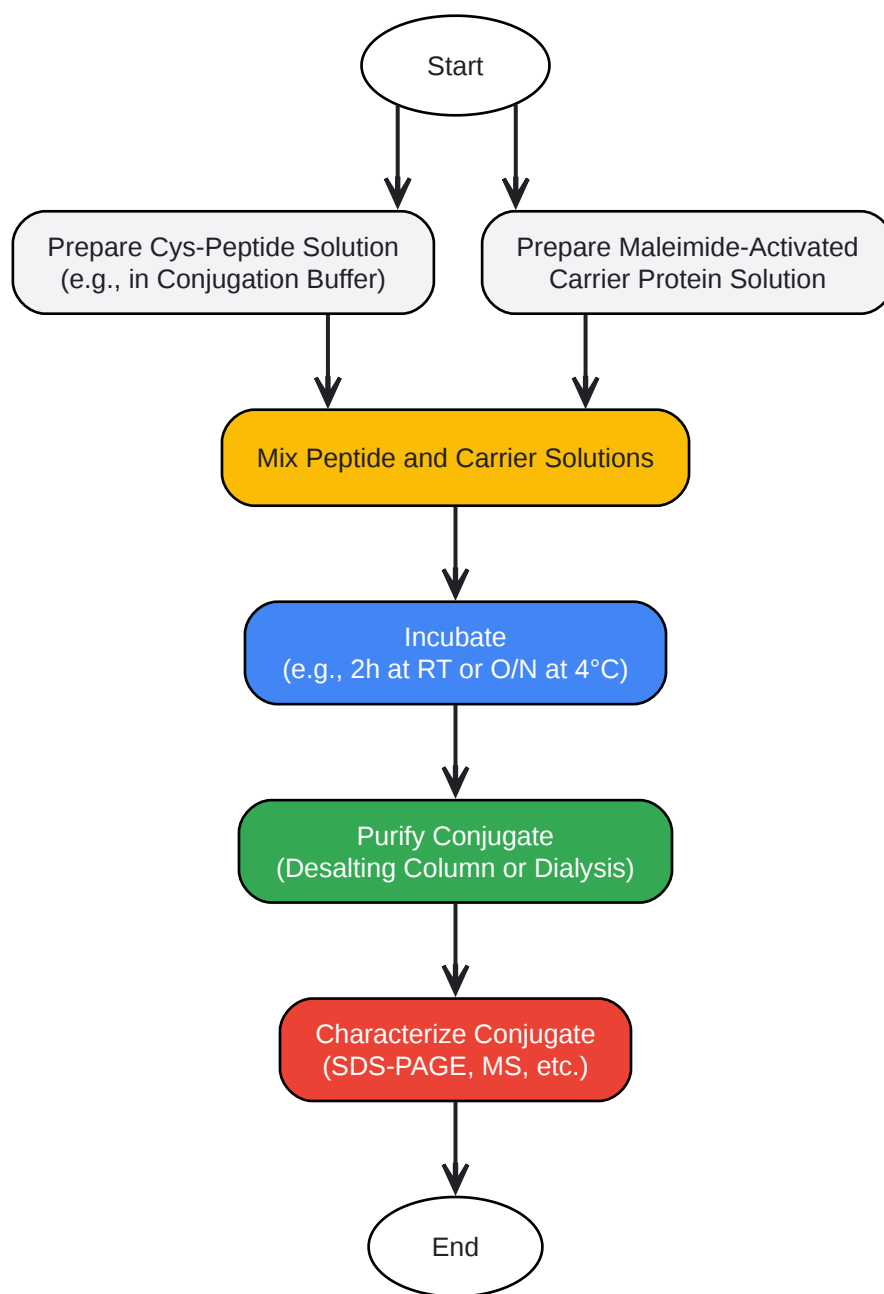 Start
Prepare Cys-Peptide Solution
(e.g., in Conjugation Buffer)
Prepare Maleimide-Activated
Carrier Protein Solution
Mix Peptide and Carrier Solutions
Incubate
(e.g., 2h at RT or O/N at 4°C)
Purify Conjugate
(Desalting Column or Dialysis)
Characterize Conjugate
(SDS-PAGE, MS, etc.)
End